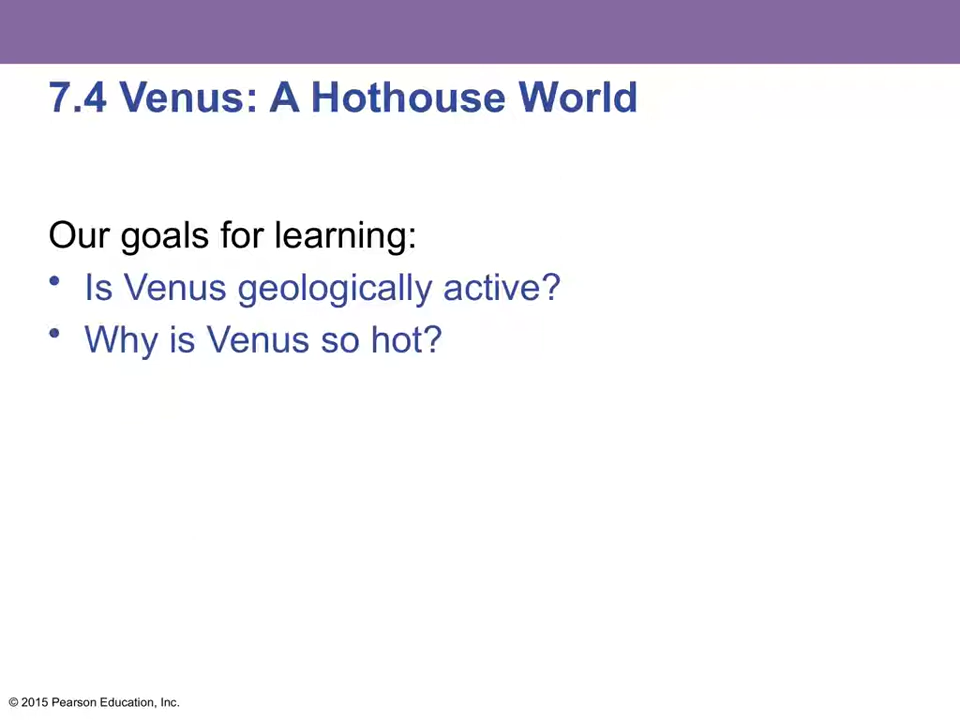 7.4 Venus: A Hothouse World
Our goals for learning:
• Is Venus geologically active?
• Why is Venus so hot?
© 2015 Pearson Education, Inc.